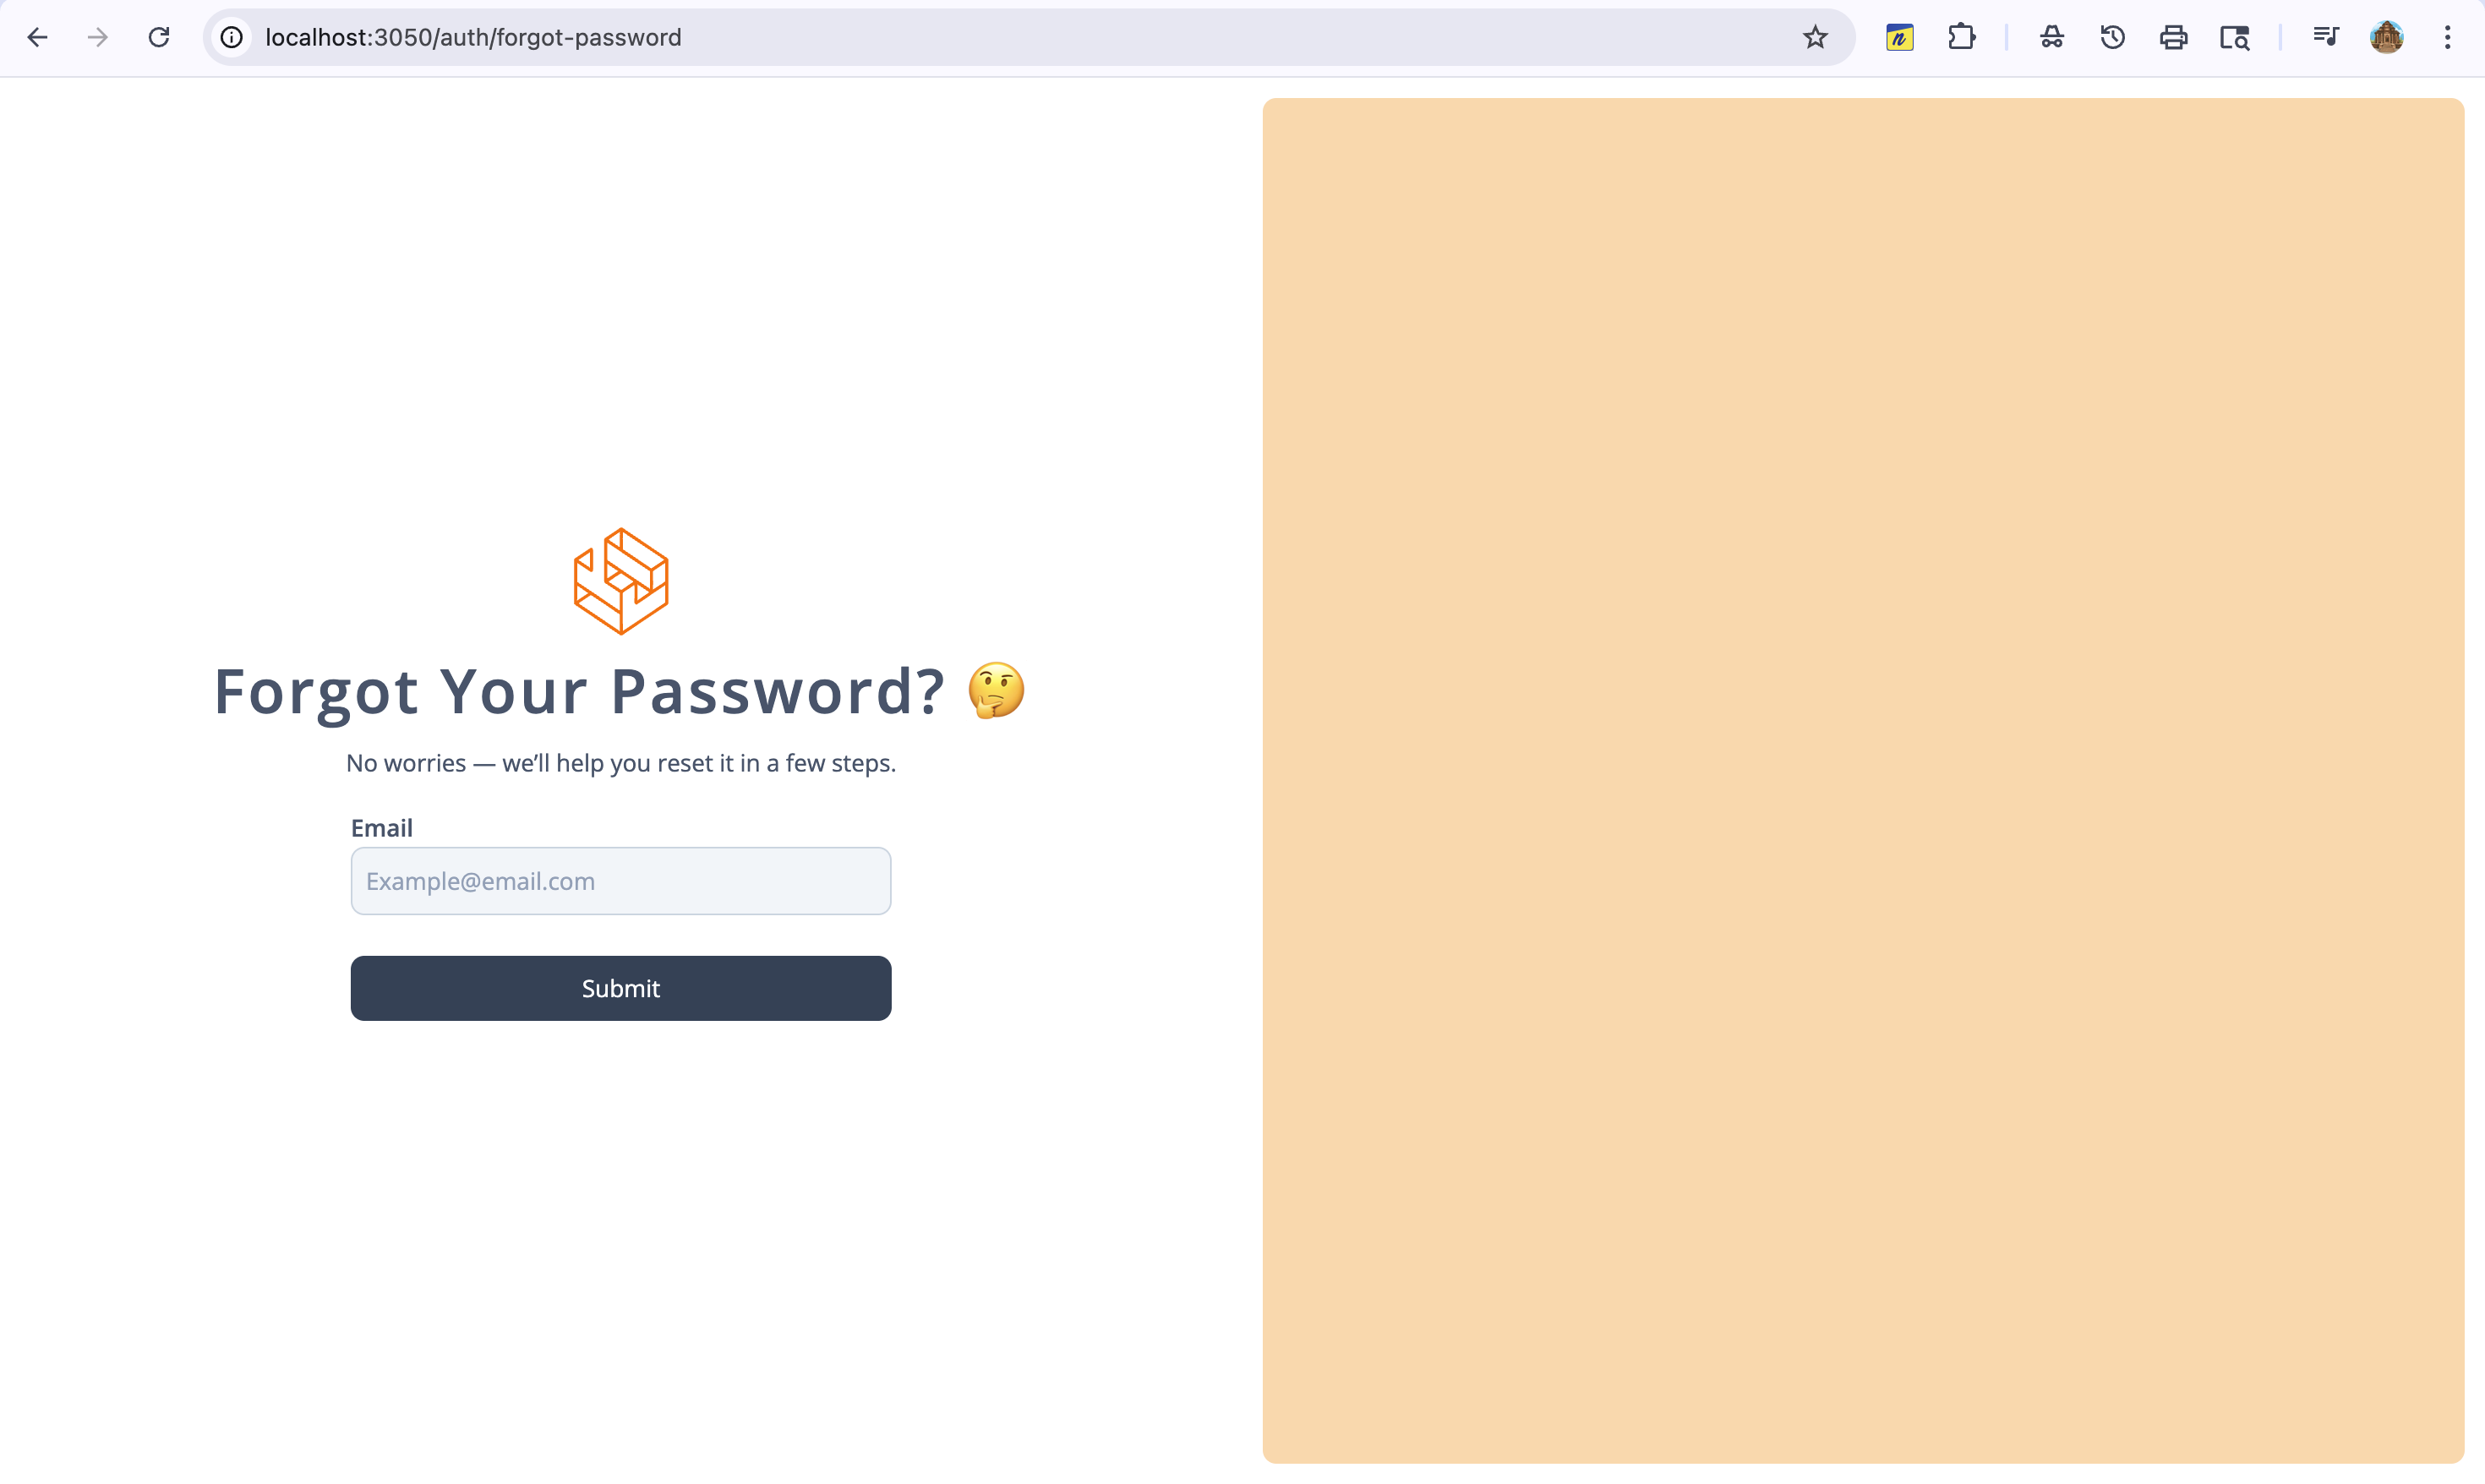 localhost:3050/auth/forgot-password
Forgot Your Password? 🤔
No worries — we’ll help you reset it in a few steps.
Email
Example@email.com
Submit